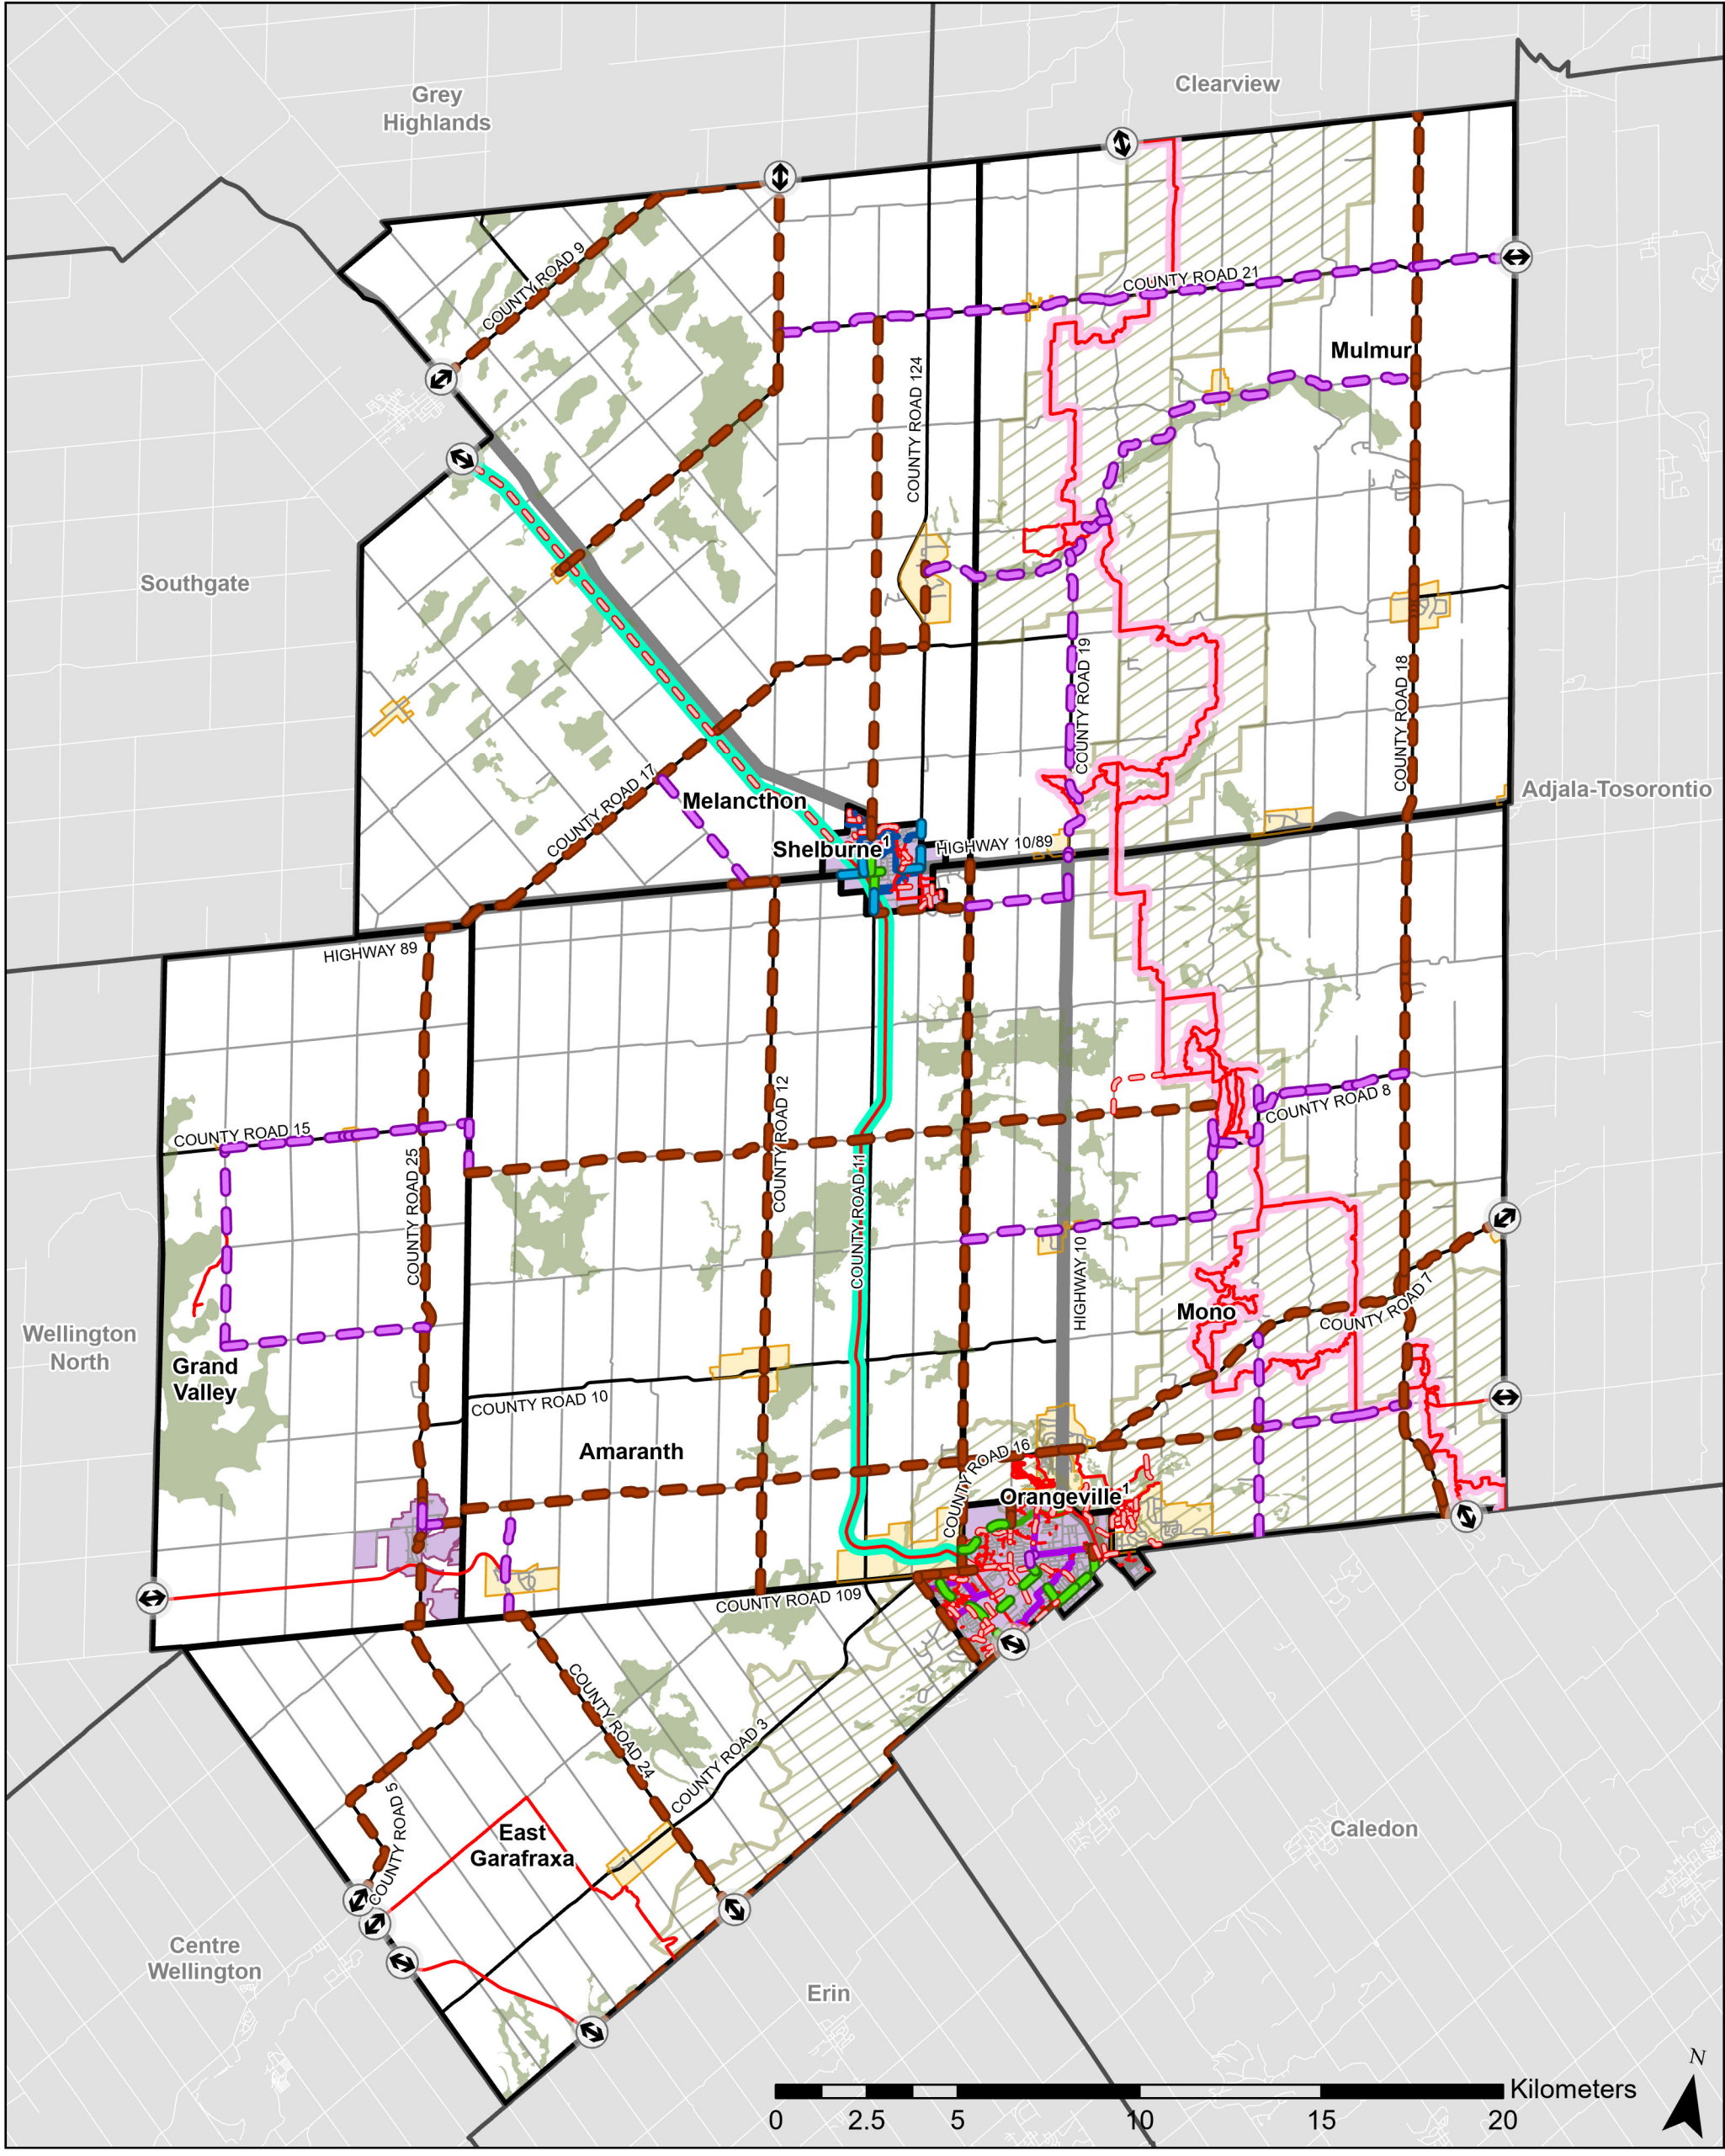 Clearview
Grey
Highlands
COUNTY ROAD 9
COUNTY ROAD 21
Mulmur
COUNTY ROAD 124
Southgate
COUNTY ROAD 19
COUNTY ROAD 18
COUNTY ROAD 17
Melancthon
Adjala-Tosorontio
Shelburne¹
HIGHWAY 10/89
HIGHWAY 89
COUNTY ROAD 12
COUNTY ROAD 8
COUNTY ROAD 15
COUNTY ROAD 25
COUNTY ROAD 11
HIGHWAY 10
Mono
COUNTY ROAD 7
Wellington
North
Grand
Valley
COUNTY ROAD 10
Amaranth
COUNTY ROAD 16
Orangeville¹
COUNTY ROAD 109
COUNTY ROAD 24
COUNTY ROAD 3
COUNTY ROAD 5
East
Garafraxa
Caledon
Centre
Wellington
Erin
N
Kilometers
0 2.5 5 10 15 20